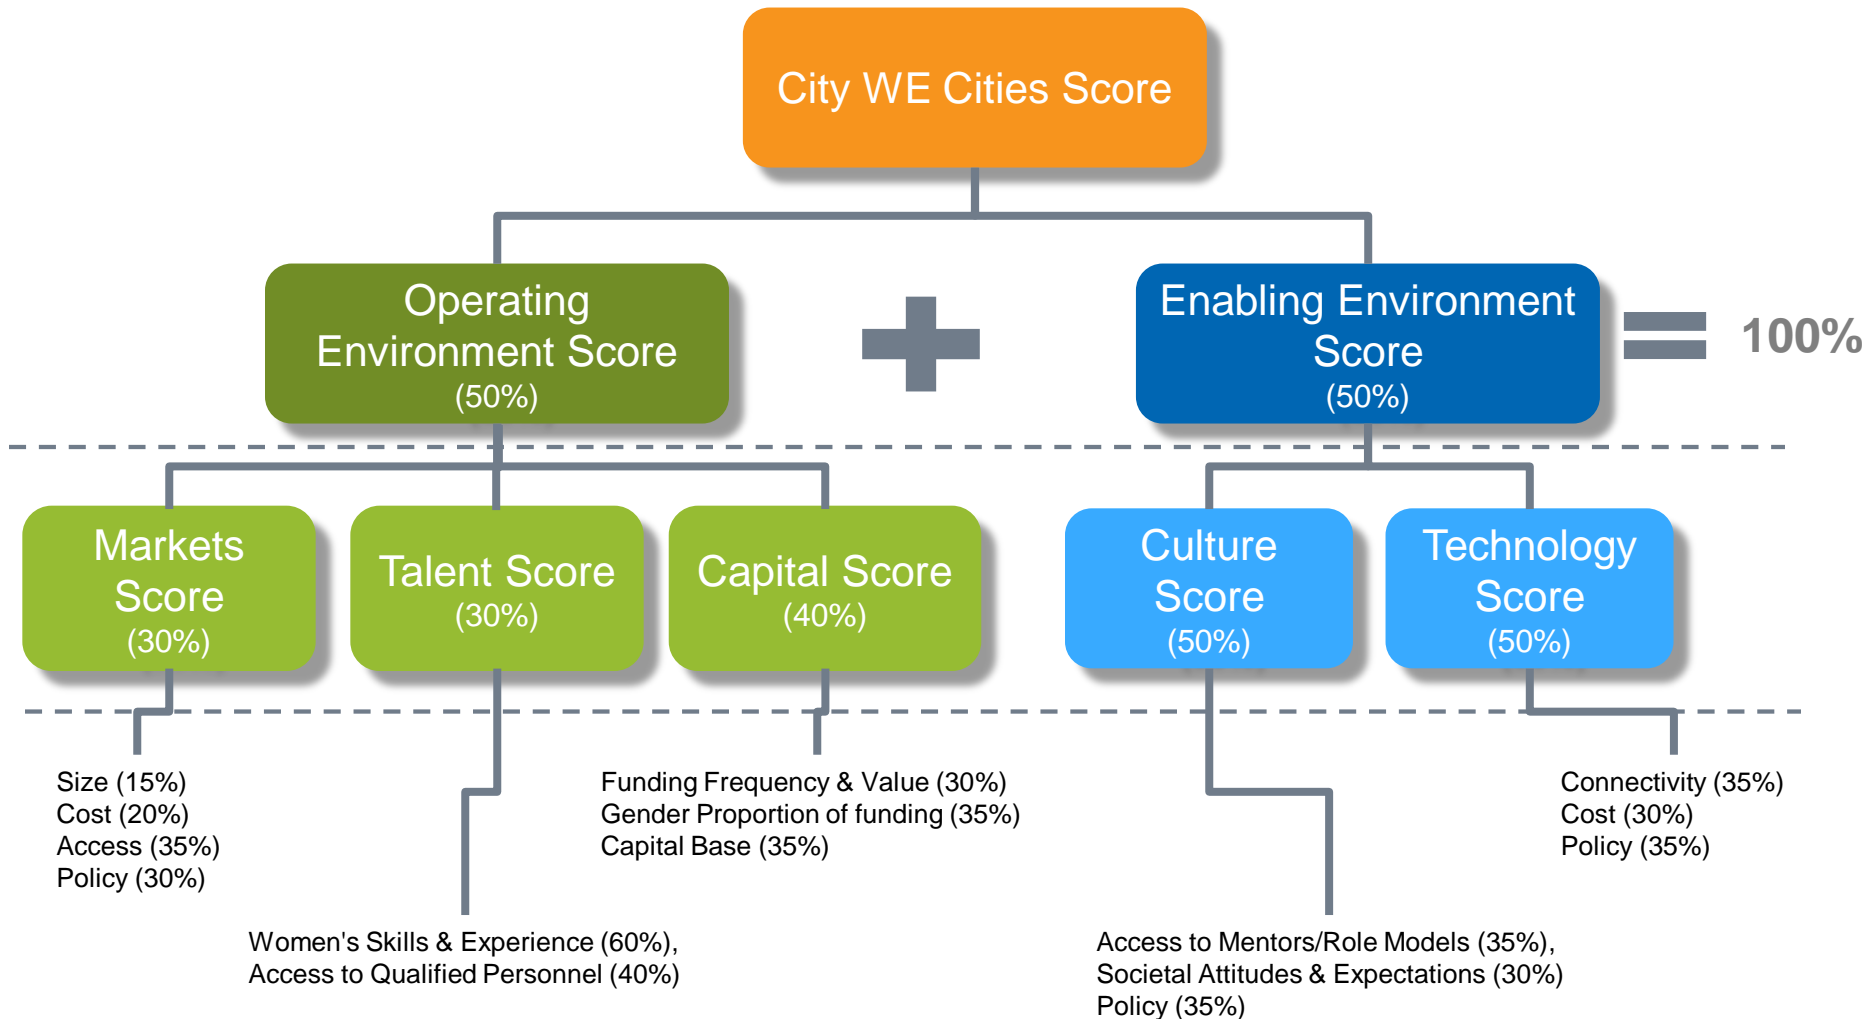 City WE Cities Score
Operating
Environment Score
(50%)
Enabling Environment
Score
(50%)
100%
Markets
Score
(30%)
Talent Score
(30%)
Capital Score
(40%)
Culture
Score
(50%)
Technology
Score
(50%)
Size (15%)
Cost (20%)
Access (35%)
Policy (30%)
Funding Frequency & Value (30%)
Gender Proportion of funding (35%)
Capital Base (35%)
Connectivity (35%)
Cost (30%)
Policy (35%)
Women's Skills & Experience (60%),
Access to Qualified Personnel (40%)
Access to Mentors/Role Models (35%),
Societal Attitudes & Expectations (30%)
Policy (35%)